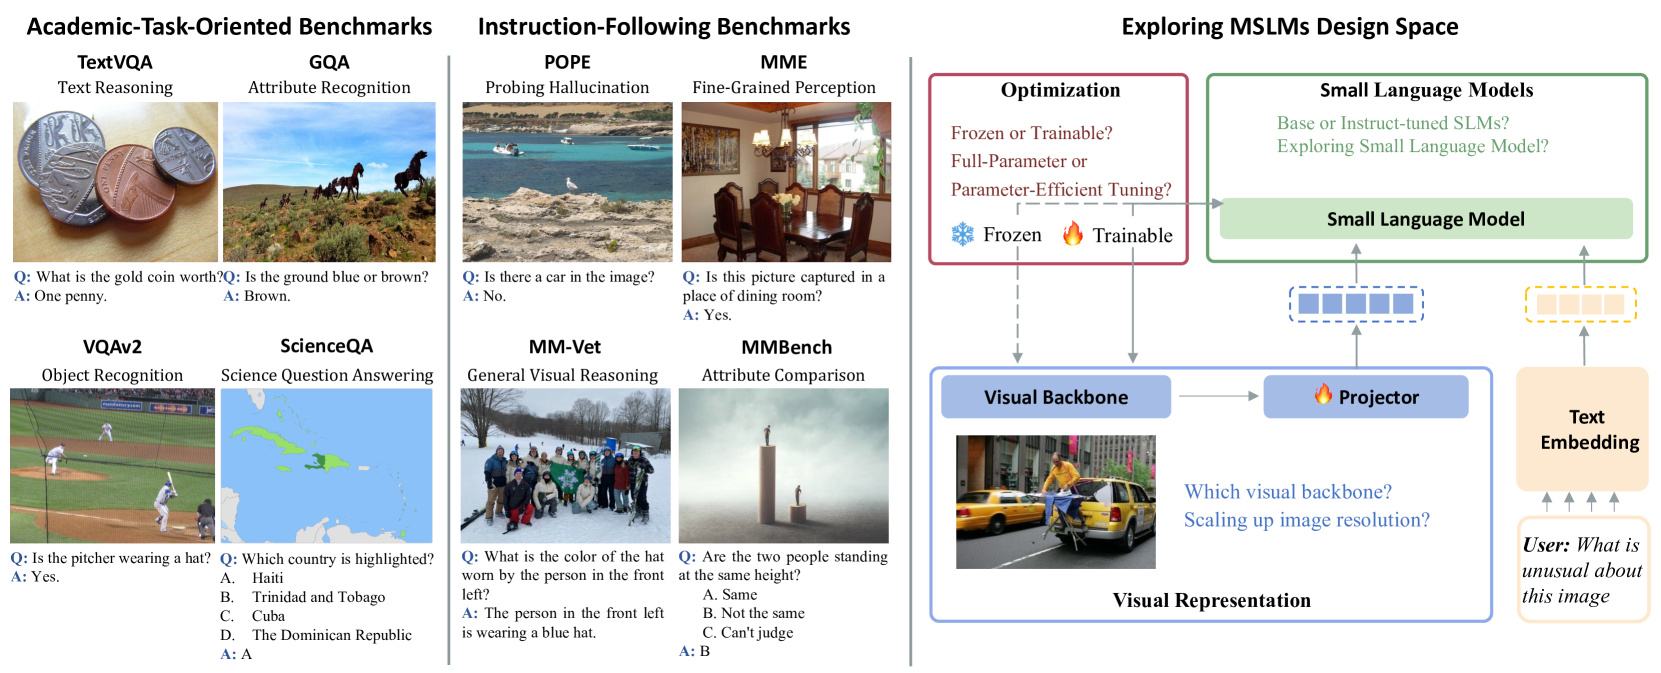 Academic-Task-Oriented Benchmarks
TextVQA
Text Reasoning
Q: What is the gold coin worth?
A: One penny.
GQA
Attribute Recognition
Q: Is the ground blue or brown?
A: Brown.
VQAv2
Object Recognition
Q: Is the pitcher wearing a hat?
A: Yes.
ScienceQA
Science Question Answering
Q: Which country is highlighted?
A. Haiti
B. Trinidad and Tobago
C. Cuba
D. The Dominican Republic
A: A
Instruction-Following Benchmarks
POPE
Probing Hallucination
Q: Is there a car in the image?
A: No.
MME
Fine-Grained Perception
Q: Is this picture captured in a
place of dining room?
A: Yes.
MM-Vet
General Visual Reasoning
Q: What is the color of the hat
worn by the person in the front
left?
A: The person in the front left
is wearing a blue hat.
MMBench
Attribute Comparison
Q: Are the two people standing
at the same height?
A. Same
B. Not the same
C. Can't judge
A: B
Exploring MSLMs Design Space
Optimization
Frozen or Trainable?
Full-Parameter or
Parameter-Efficient Tuning?
Frozen
Trainable
Small Language Models
Base or Instruct-tuned SLMs?
Exploring Small Language Model?
Small Language Model
Visual Backbone
Projector
Which visual backbone?
Scaling up image resolution?
Visual Representation
Text
Embedding
User: What is
unusual about
this image